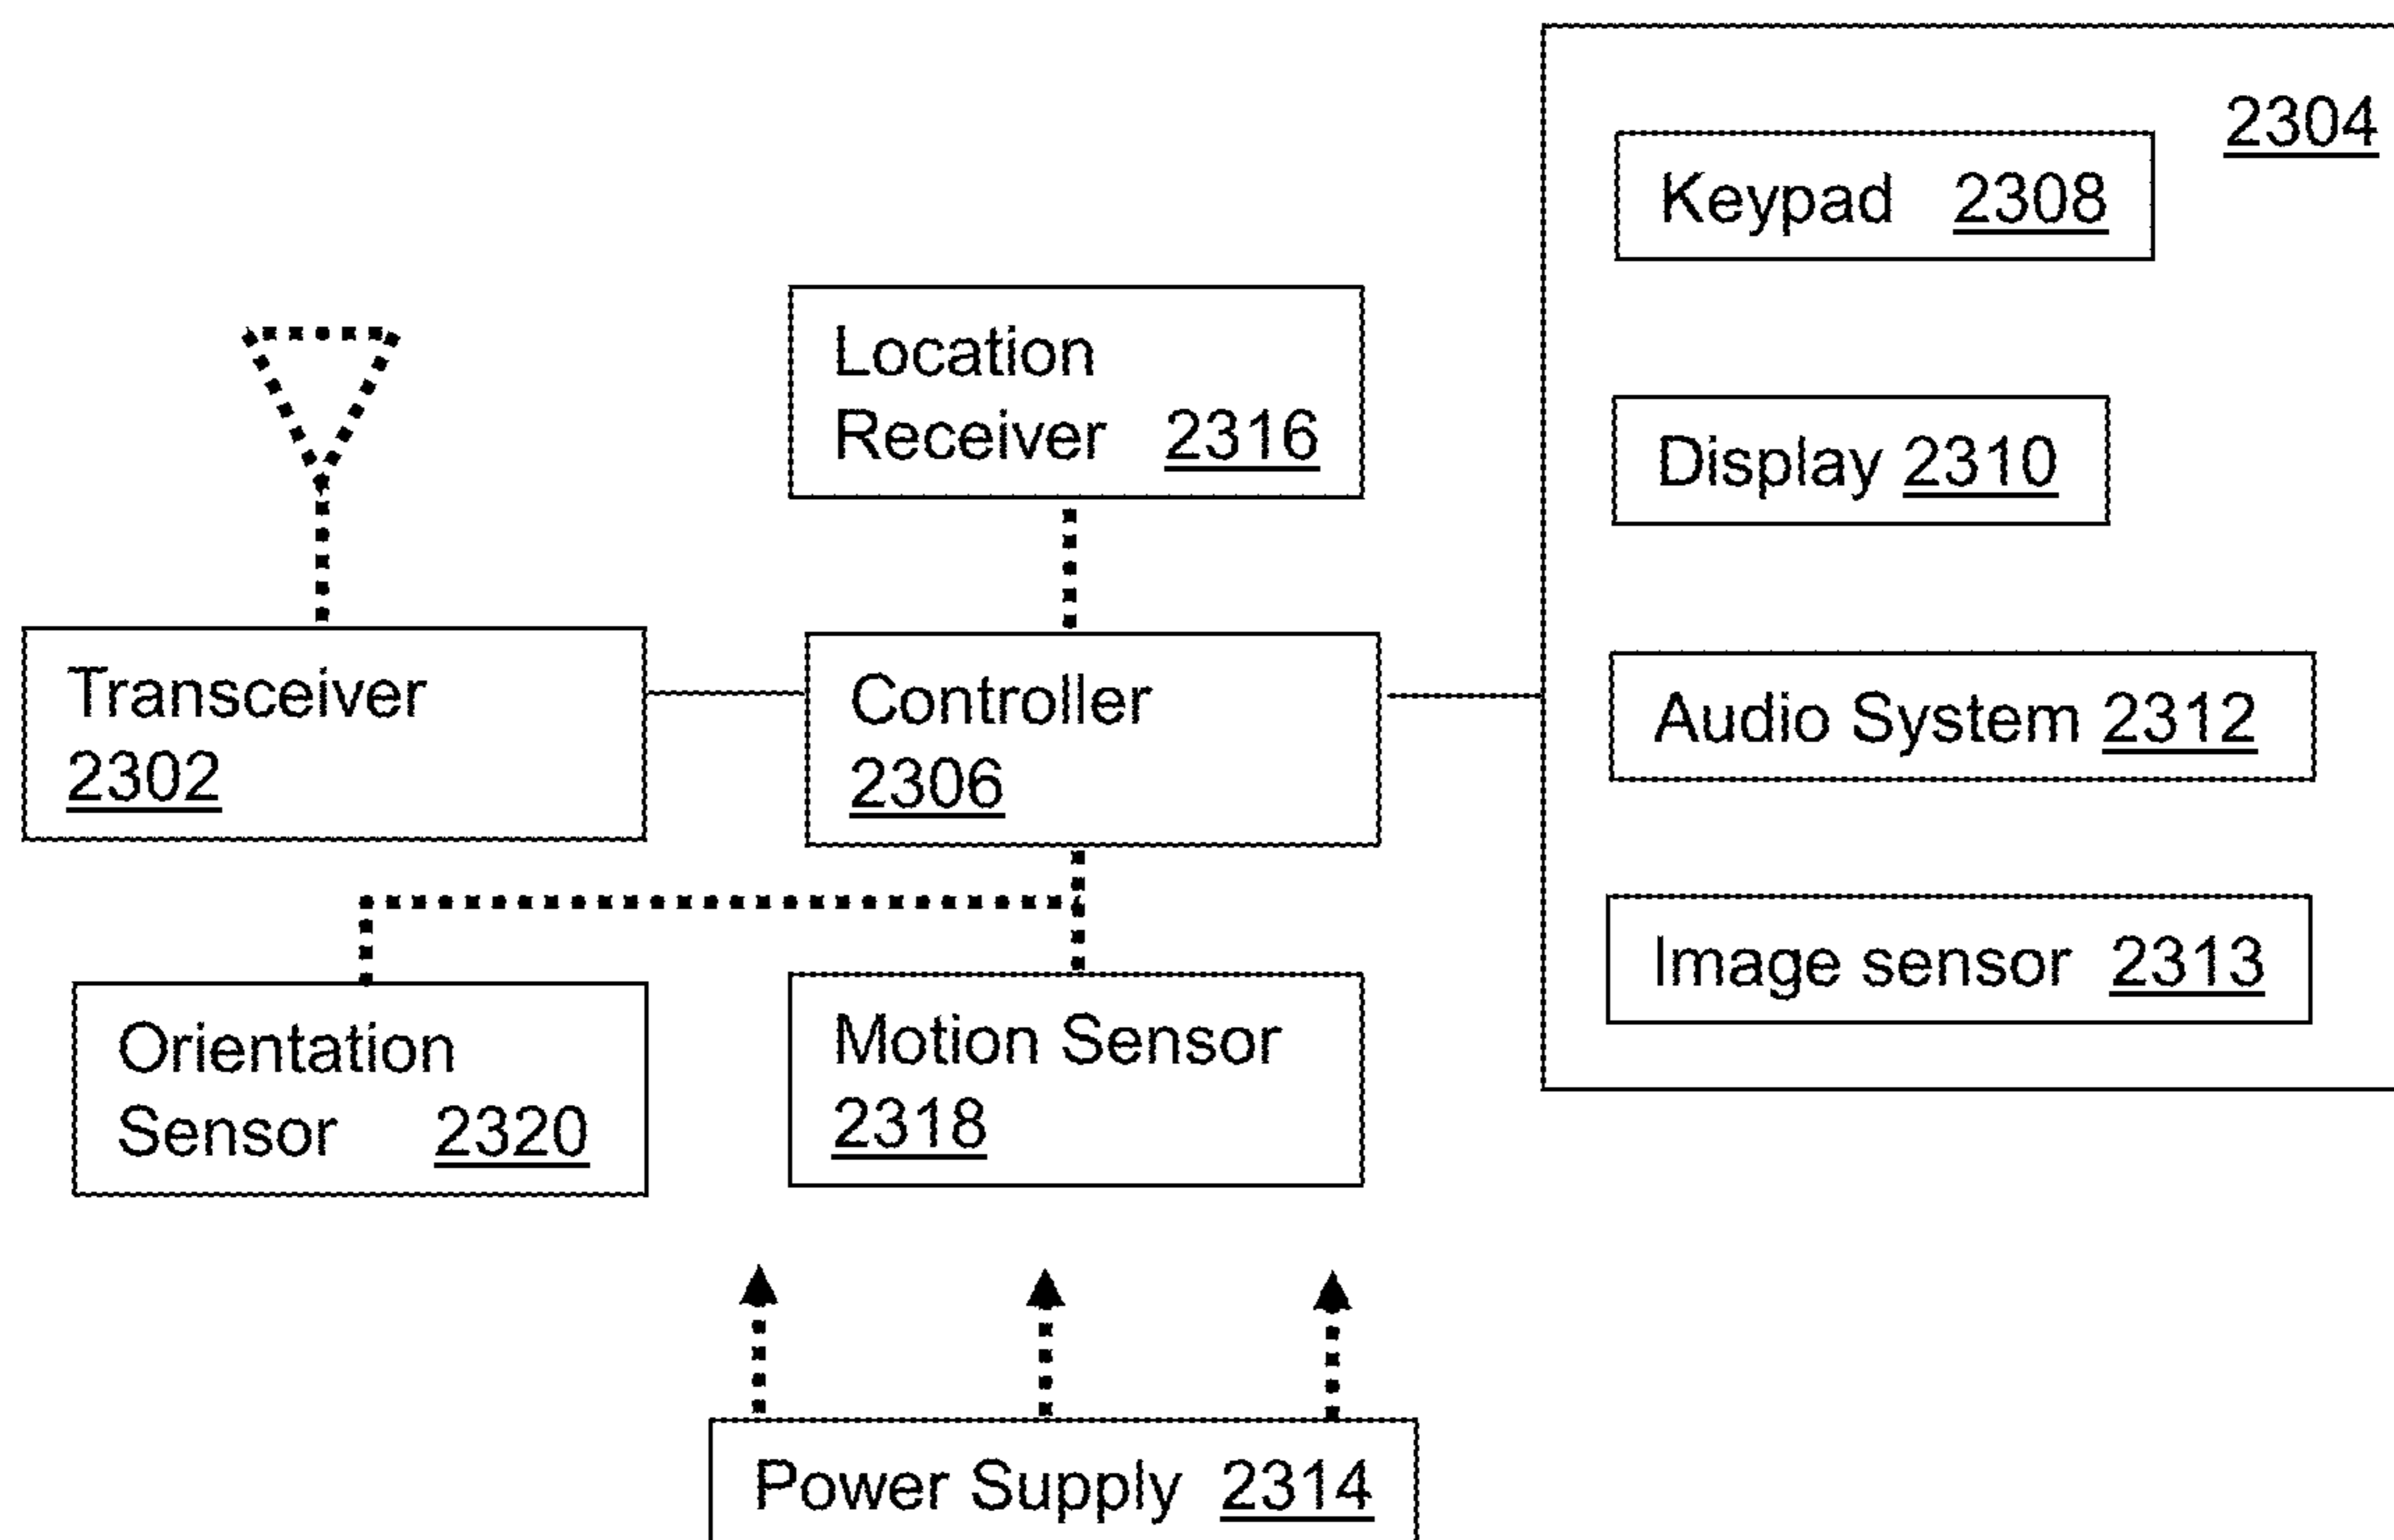 2304
Keypad 2308
Location
Receiver 2316
Display 2310
Transceiver
2302
Controller
2306
Audio System 2312
Image sensor 2313
Orientation
Sensor 2320
Motion Sensor
2318
Power Supply 2314